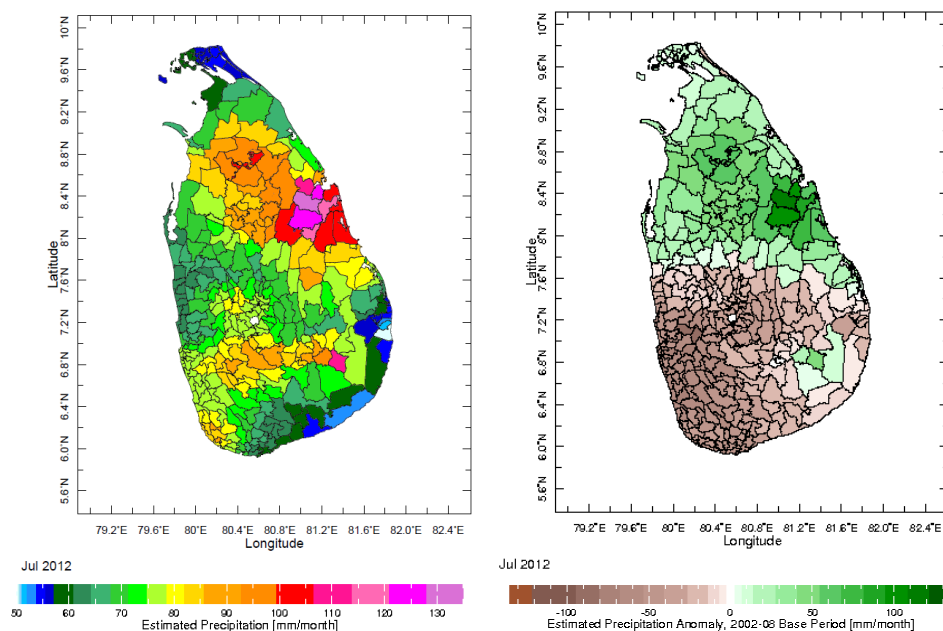 10˚N
9.6˚N
9.2˚N
8.8˚N
8.4˚N
8˚N
7.6˚N
7.2˚N
6.8˚N
6.4˚N
6.0˚N
5.6˚N
Latitude
79.2˚E 79.6˚E 80˚E 80.4˚E 80.8˚E 81.2˚E 81.6˚E 82.0˚E 82.4˚E
Longitude
Jul 2012
50 60 70 80 90 100 110 120 130
Estimated Precipitation [mm/month]
10˚N
9.6˚N
9.2˚N
8.8˚N
8.4˚N
8˚N
7.6˚N
7.2˚N
6.8˚N
6.4˚N
6.0˚N
5.6˚N
Latitude
79.2˚E 79.6˚E 80˚E 80.4˚E 80.8˚E 81.2˚E 81.6˚E 82.0˚E 82.4˚E
Longitude
Jul 2012
-100 -50 0 50 100
Estimated Precipitation Anomaly, 2002-08 Base Period [mm/month]